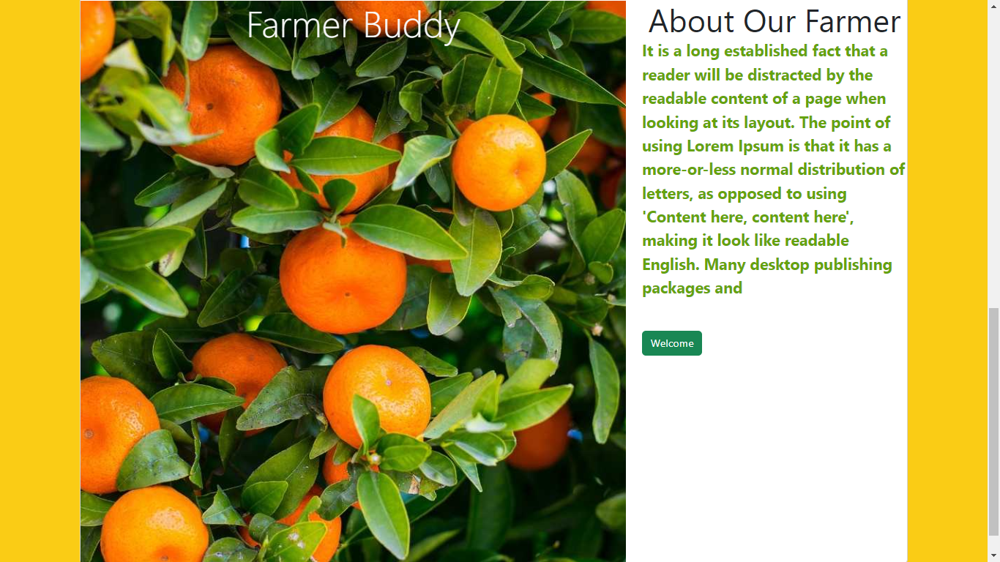 Farmer Buddy
About Our Farmer
It is a long established fact that a
reader will be distracted by the
readable content of a page when
looking at its layout. The point of
using Lorem Ipsum is that it has a
more-or-less normal distribution of
letters, as opposed to using
'Content here, content here',
making it look like readable
English. Many desktop publishing
packages and
Welcome